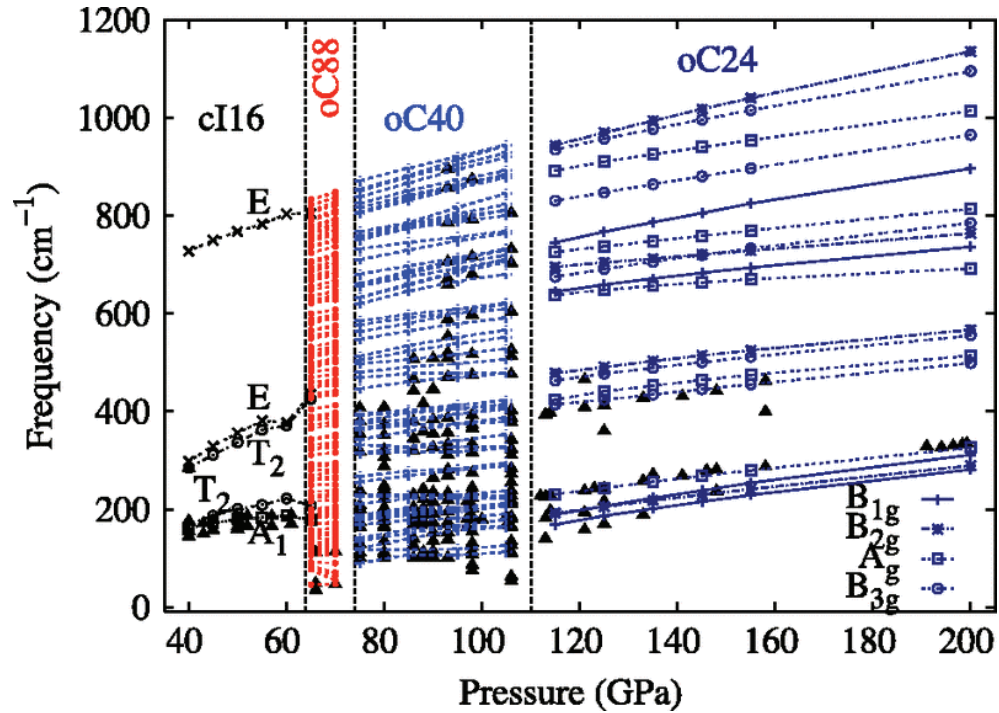 1200
1000
800
600
400
200
0
Frequency (cm⁻¹)
cI16
oC88
oC40
oC24
E
E
T₂
T₂
A₁
B₁g
B₂g
Ag
B₃g
40 60 80 100 120 140 160 180 200
Pressure (GPa)